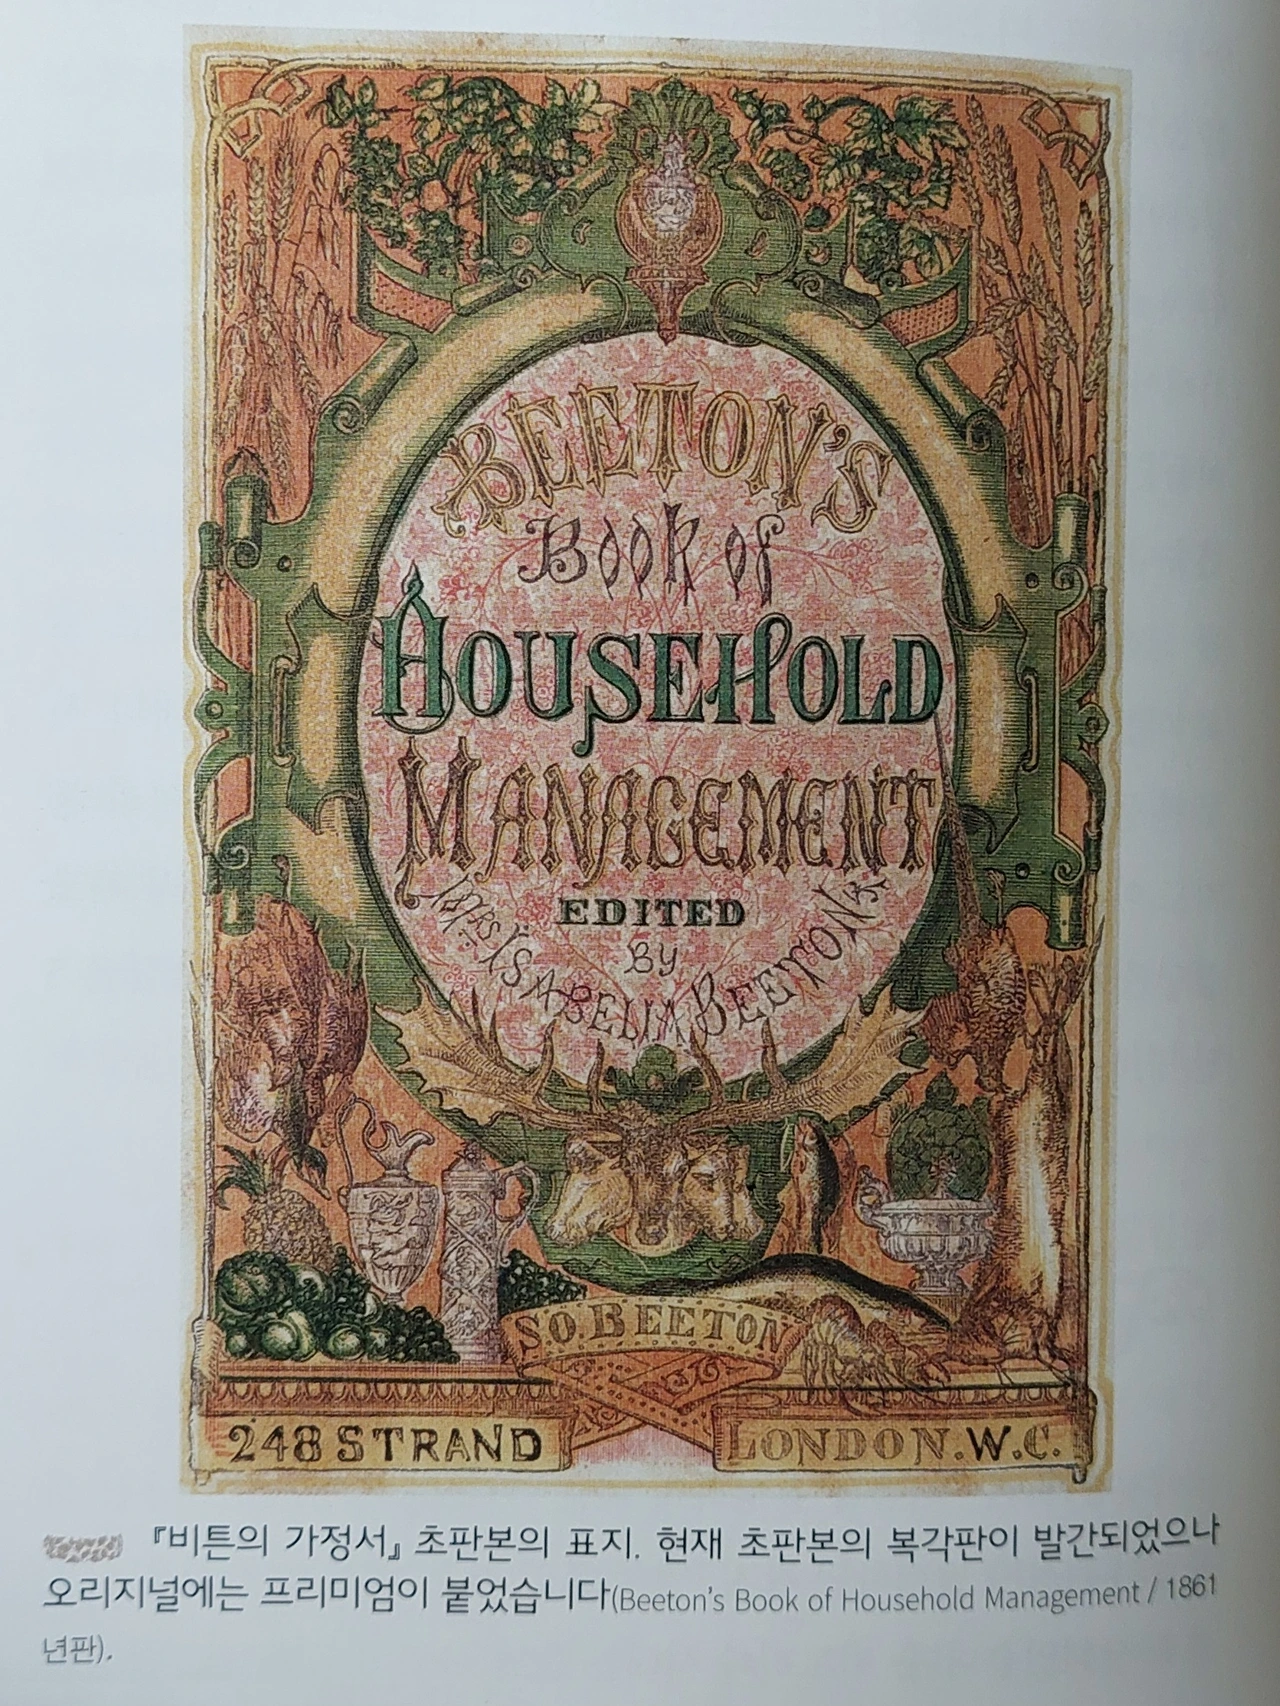 BEETON'S
BOOK OF
HOUSEHOLD
MANAGEMENT
EDITED
BY
MRS ISABELLA BEETON
S.O. BEETON
248 STRAND
LONDON. W.C.
『비튼의 가정서』 초판본의 표지. 현재 초판본의 복각판이 발간되었으나
오리지널에는 프리미엄이 붙었습니다(Beeton's Book of Household Management / 1861
년판).